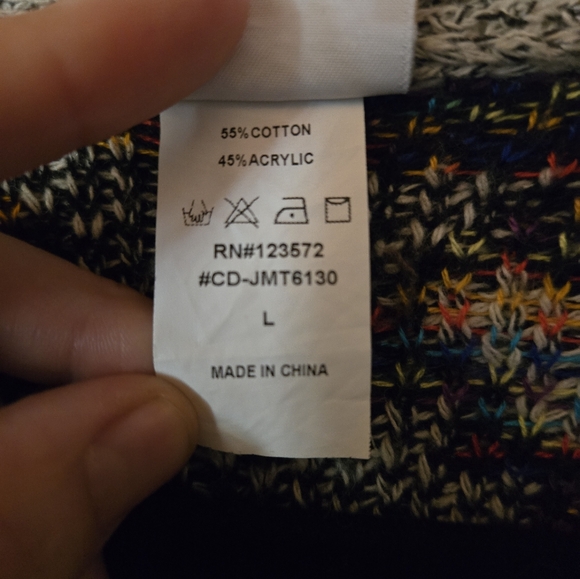 55%COTTON
45%ACRYLIC
RN#123572
#CD-JMT6130
L
MADE IN CHINA